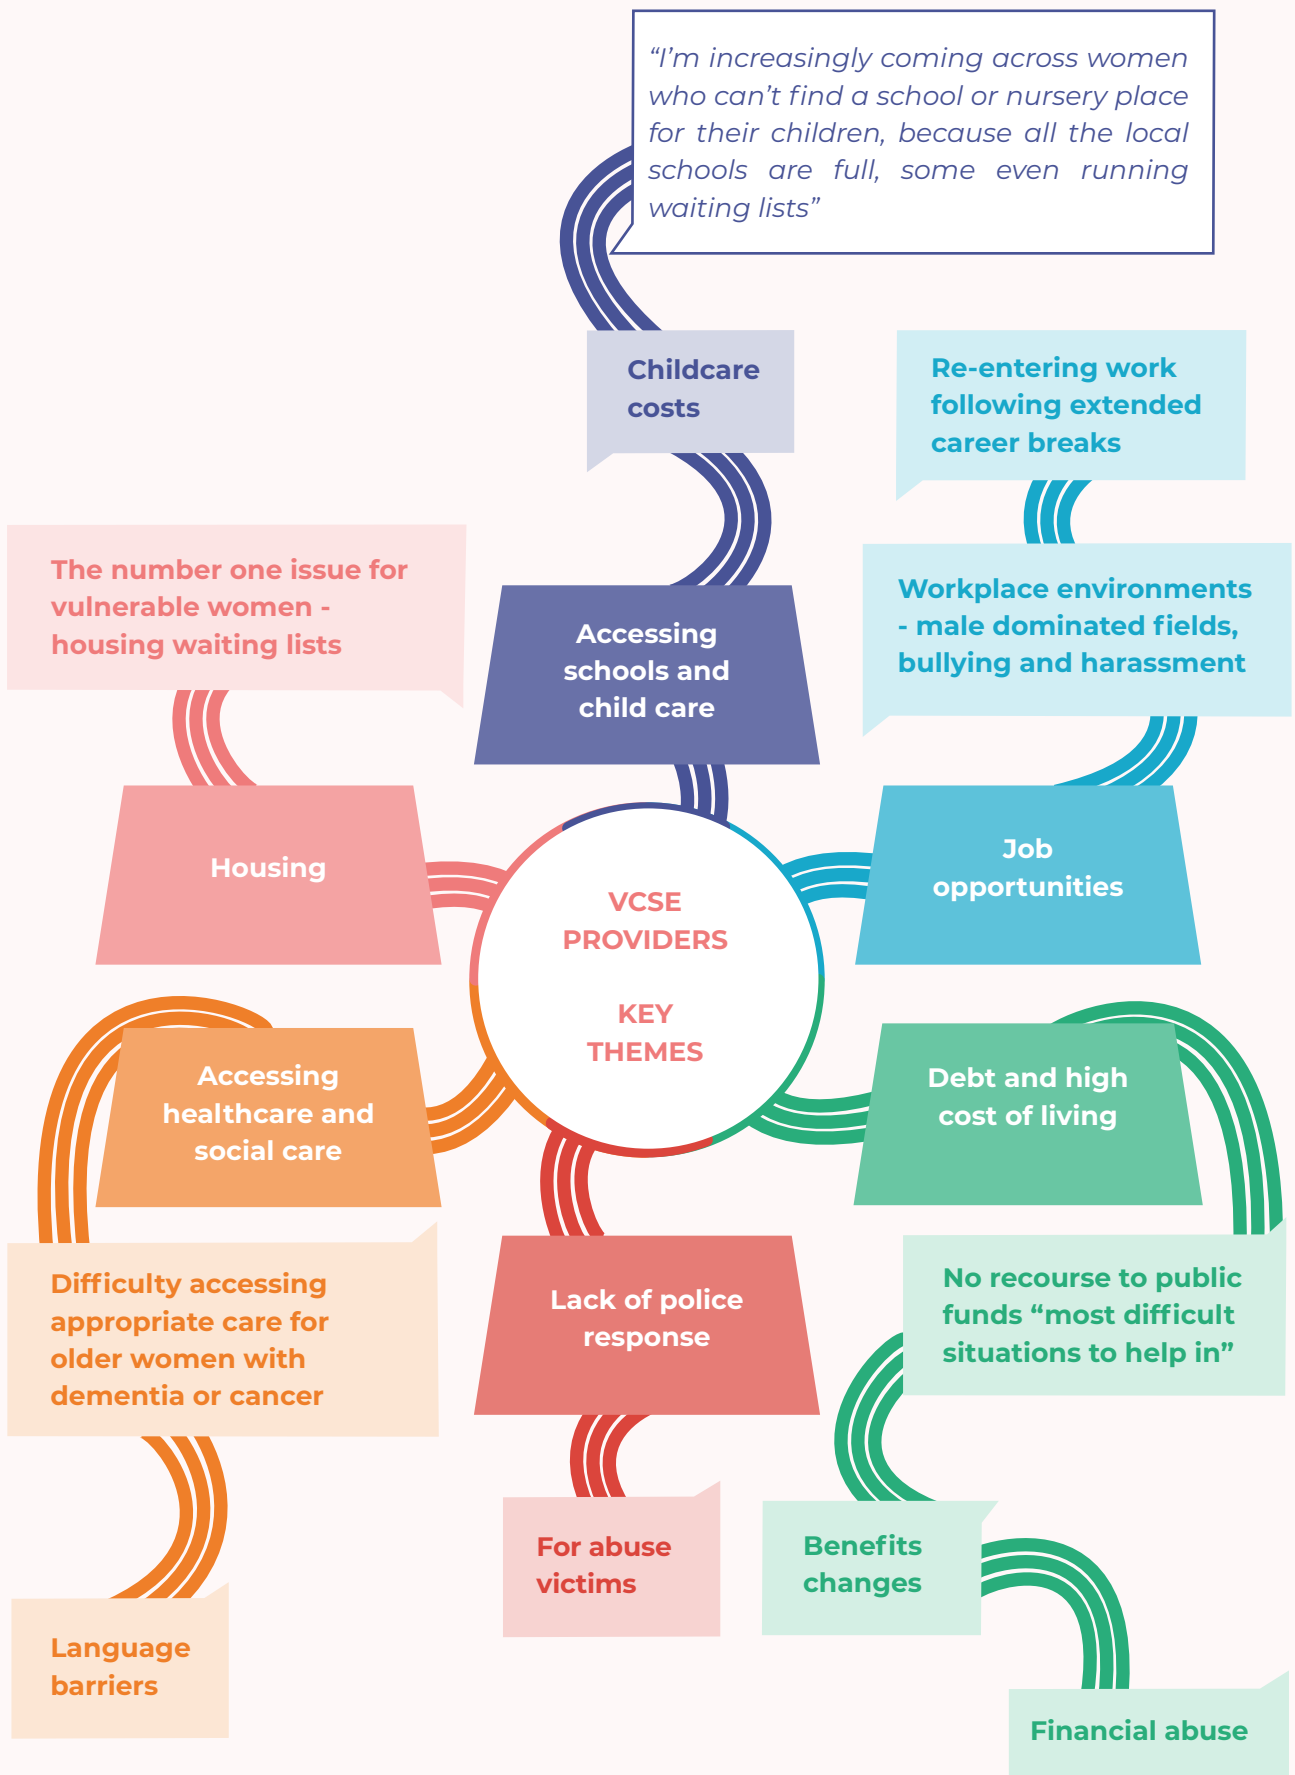 “I’m increasingly coming across women
who can’t find a school or nursery place
for their children, because all the local
schools are full, some even running
waiting lists”
Childcare
costs
Re-entering work
following extended
career breaks
The number one issue for
vulnerable women -
housing waiting lists
Workplace environments
- male dominated fields,
bullying and harassment
Accessing
schools and
child care
Housing
Job
opportunities
VCSE
PROVIDERS
KEY
THEMES
Accessing
healthcare and
social care
Debt and high
cost of living
Difficulty accessing
appropriate care for
older women with
dementia or cancer
Lack of police
response
No recourse to public
funds “most difficult
situations to help in”
For abuse
victims
Benefits
changes
Language
barriers
Financial abuse